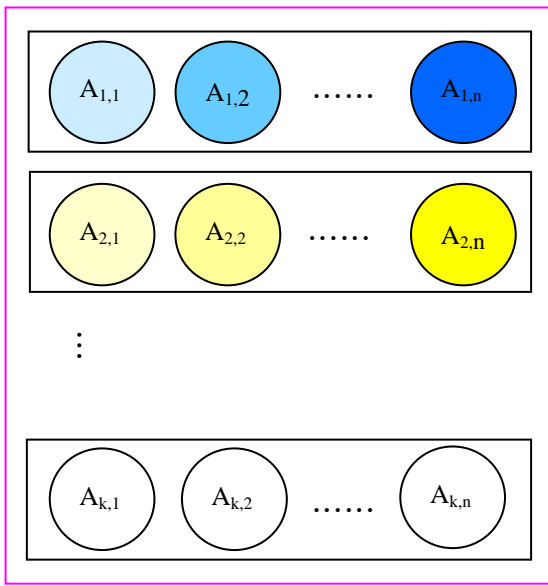 A₁,₁ A₁,₂ …… A₁,ₙ
A₂,₁ A₂,₂ …… A₂,ₙ
⋮
Aₖ,₁ Aₖ,₂ …… Aₖ,ₙ